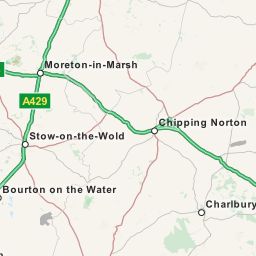 Moreton-in-Marsh
A429
Chipping Norton
Stow-on-the-Wold
Bourton on the Water
Charlbury